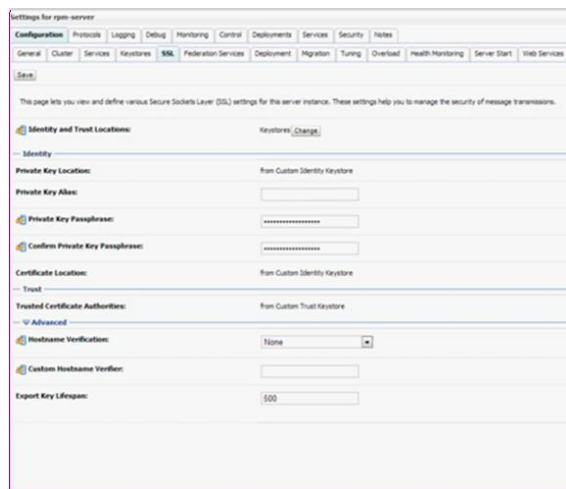 Settings for rpm-server
Configuration Protocols Logging Debug Monitoring Control Deployments Services Security Notes
General Cluster Services Keystores SSL Federation Services Deployment Migration Tuning Overload Health Monitoring Server Start Web Services
Save
This page lets you view and define various Secure Sockets Layer (SSL) settings for this server instance. These settings help you to manage the security of message transmissions.
Identity and Trust Locations: Keystores Change
Identity
Private Key Location: from Custom Identity Keystore
Private Key Alias:
Private Key Passphrase: ••••••••••••••••••
Confirm Private Key Passphrase: ••••••••••••••••••
Certificate Location: from Custom Identity Keystore
Trust
Trusted Certificate Authorities: from Custom Trust Keystore
Advanced
Hostname Verification: None
Custom Hostname Verifier:
Export Key Lifespan: 500